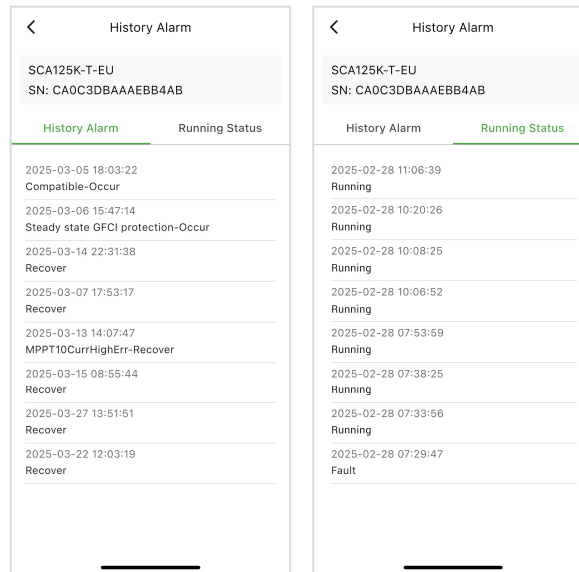 History Alarm
SCA125K-T-EU
SN: CA0C3DBAAAEBB4AB
History Alarm
Running Status
2025-03-05 18:03:22
Compatible-Occur
2025-03-06 15:47:14
Steady state GFCI protection-Occur
2025-03-14 22:31:38
Recover
2025-03-07 17:53:17
Recover
2025-03-13 14:07:47
MPPT10CurrHighErr-Recover
2025-03-15 08:55:44
Recover
2025-03-27 13:51:51
Recover
2025-03-22 12:03:19
Recover
History Alarm
SCA125K-T-EU
SN: CA0C3DBAAAEBB4AB
History Alarm
Running Status
2025-02-28 11:06:39
Running
2025-02-28 10:20:26
Running
2025-02-28 10:08:25
Running
2025-02-28 10:06:52
Running
2025-02-28 07:53:59
Running
2025-02-28 07:38:25
Running
2025-02-28 07:33:56
Running
2025-02-28 07:29:47
Fault